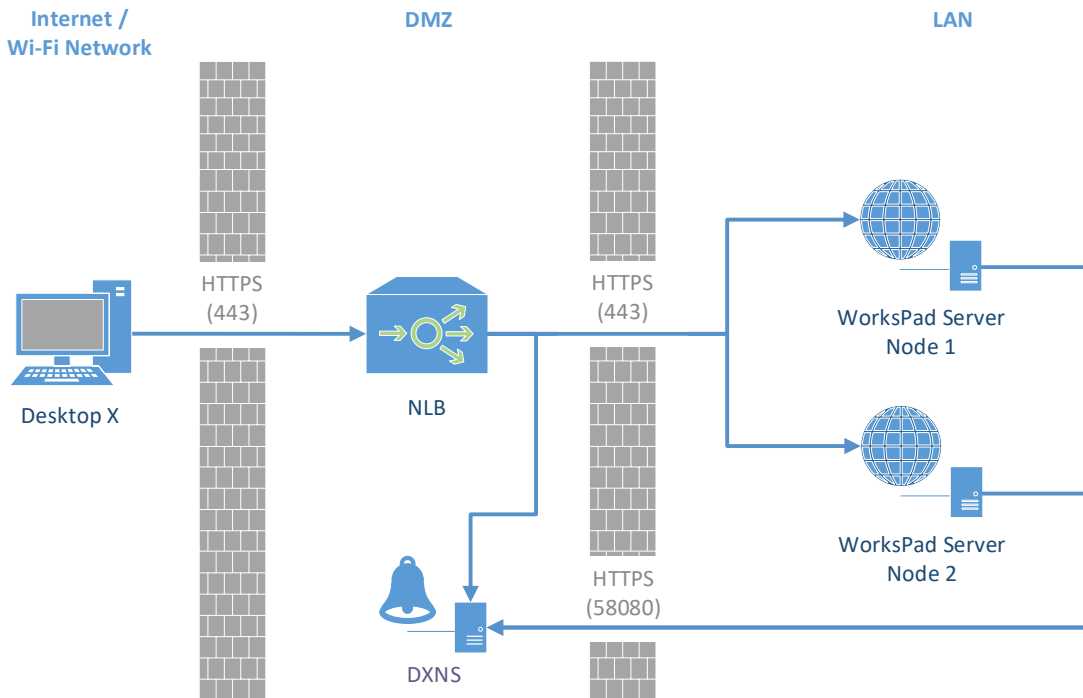 Internet /
Wi-Fi Network
DMZ
LAN
HTTPS
(443)
HTTPS
(443)
WorksPad Server
Node 1
Desktop X
NLB
WorksPad Server
Node 2
HTTPS
(58080)
DXNS